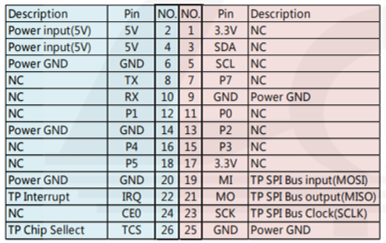 Description Pin NO. NO. Pin Description
Power input(5V) 5V 2 1 3.3V NC
Power input(5V) 5V 4 3 SDA NC
Power GND GND 6 5 SCL NC
NC TX 8 7 P7 NC
NC RX 10 9 GND Power GND
NC P1 12 11 P0 NC
Power GND GND 14 13 P2 NC
NC P4 16 15 P3 NC
NC P5 18 17 3.3V NC
Power GND GND 20 19 MI TP SPI Bus input(MOSI)
TP Interrupt IRQ 22 21 MO TP SPI Bus output(MISO)
NC CE0 24 23 SCK TP SPI Bus Clock(SCLK)
TP Chip Sellect TCS 26 25 GND Power GND